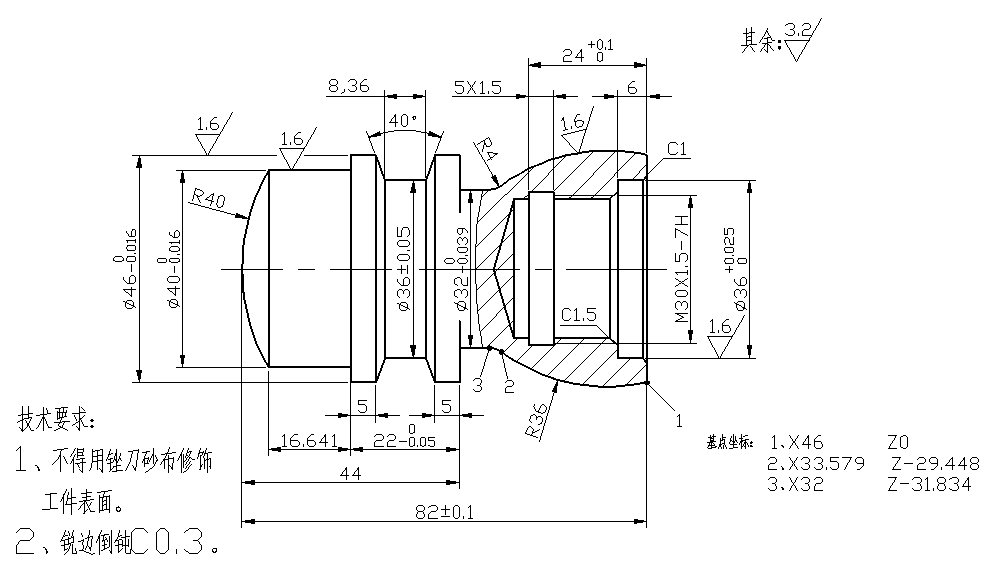 其余: 3.2
24 +0.1 0
8,36
5X1.5
6
40°
1.6
1.6
1.6
R4
C1
R40
ø46 0 -0.016
ø40 0 -0.016
ø36±0.05
ø32 0 -0.039
M30X1.5-7H
ø36 +0.025 0
C1.5
1.6
3
2
1
R36
5
5
16.641
22 0 -0.05
44
82±0.1
技术要求:
1、不得用锉刀砂布修饰
工件表面。
2、锐边倒钝C0.3。
基点坐标: 1.X46 Z0
2.X33.579 Z-29.448
3.X32 Z-31.834